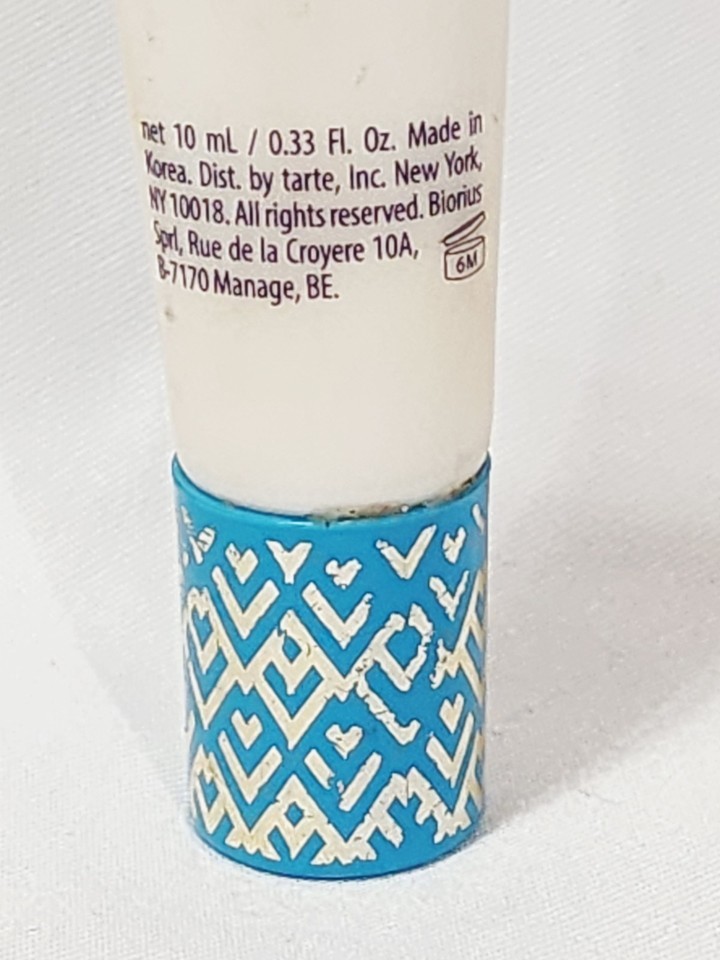 net 10 mL / 0.33 Fl. Oz. Made in
Korea. Dist. by tarte, Inc. New York,
NY 10018. All rights reserved. Biorius
Sprl, Rue de la Croyere 10A,
B-7170 Manage, BE.
6M